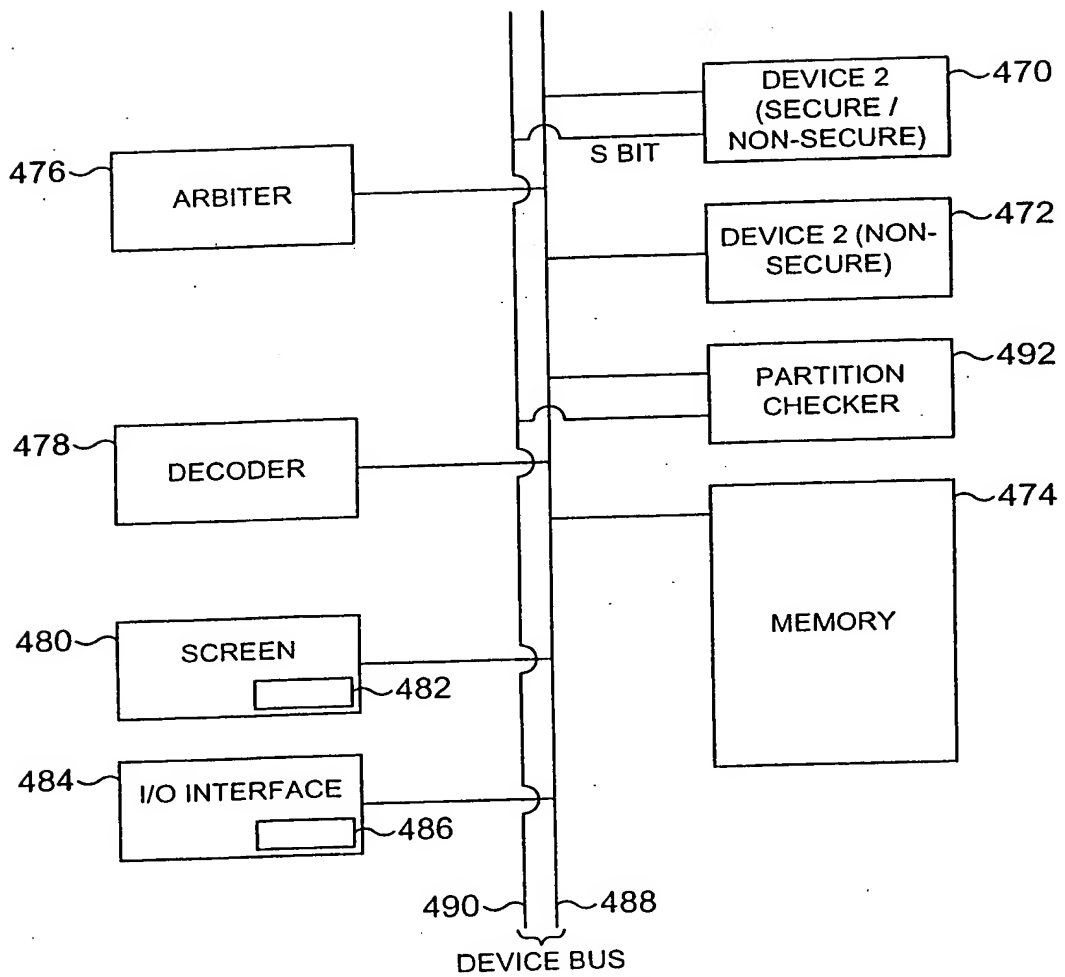 DEVICE 2
(SECURE /
NON-SECURE)
470
S BIT
476
ARBITER
DEVICE 2 (NON-
SECURE)
472
PARTITION
CHECKER
492
478
DECODER
MEMORY
474
480
SCREEN
482
484
I/O INTERFACE
486
490
488
DEVICE BUS